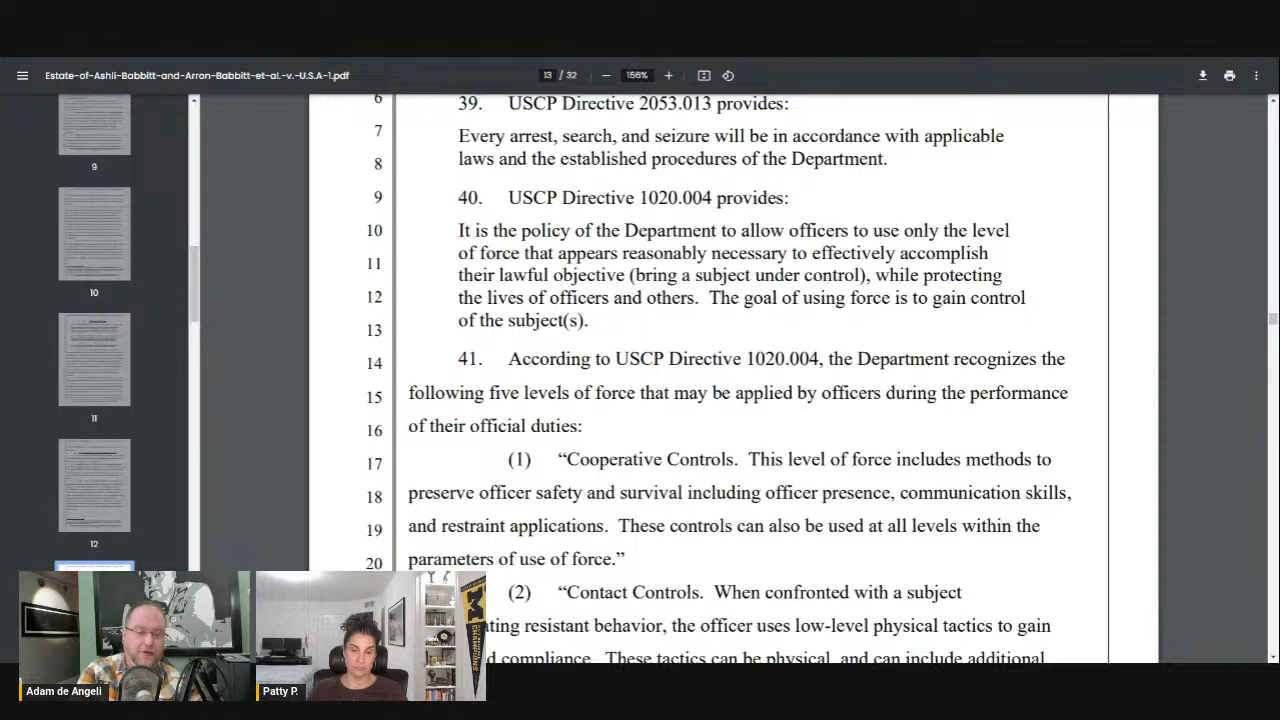 Estate-of-Ashli-Babbitt-and-Arron-Babbitt-et-al.-v.-U.S.A-1.pdf
13 / 32
156%
9
10
11
12
6 39. USCP Directive 2053.013 provides:
7 Every arrest, search, and seizure will be in accordance with applicable
8 laws and the established procedures of the Department.
9 40. USCP Directive 1020.004 provides:
10 It is the policy of the Department to allow officers to use only the level
11 of force that appears reasonably necessary to effectively accomplish
their lawful objective (bring a subject under control), while protecting
12 the lives of officers and others. The goal of using force is to gain control
13 of the subject(s).
14 41. According to USCP Directive 1020.004, the Department recognizes the
15 following five levels of force that may be applied by officers during the performance
16 of their official duties:
17 (1) “Cooperative Controls. This level of force includes methods to
18 preserve officer safety and survival including officer presence, communication skills,
19 and restraint applications. These controls can also be used at all levels within the
20 parameters of use of force.”
(2) “Contact Controls. When confronted with a subject
ting resistant behavior, the officer uses low-level physical tactics to gain
d compliance. These tactics can be physical, and can include additional
Adam de Angeli
Patty P.
M
CHAMPIONS